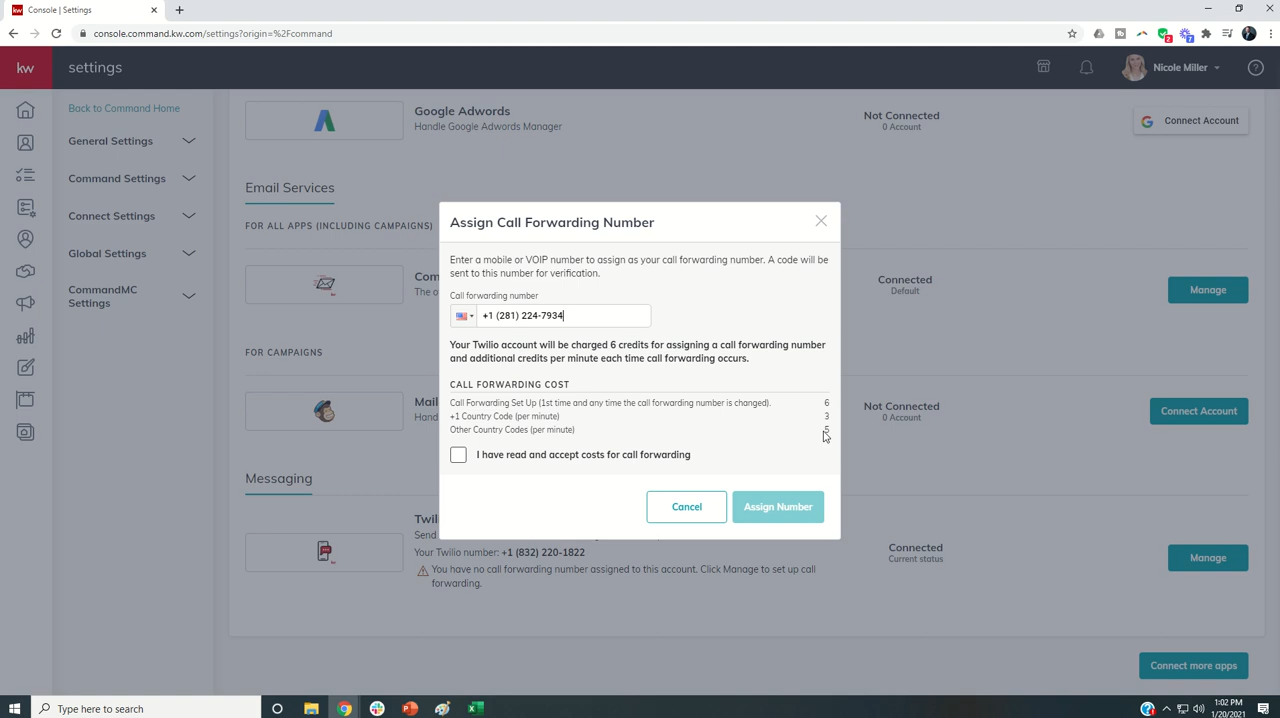 kw Console | Settings
console.command.kw.com/settings?origin=%2Fcommand
2
7
kw
settings
Nicole Miller
?
Back to Command Home
General Settings
Command Settings
Connect Settings
Global Settings
CommandMC
Settings
Google Adwords
Handle Google Adwords Manager
Not Connected
0 Account
Connect Account
Email Services
FOR ALL APPS (INCLUDING CAMPAIGNS)
Connected
Default
Manage
FOR CAMPAIGNS
Not Connected
0 Account
Connect Account
Messaging
Your Twilio number: +1 (832) 220-1822
You have no call forwarding number assigned to this account. Click Manage to set up call
forwarding.
Connected
Current status
Manage
Connect more apps
Assign Call Forwarding Number
Enter a mobile or VOIP number to assign as your call forwarding number. A code will be
sent to this number for verification.
Call forwarding number
+1 (281) 224-7934
Your Twilio account will be charged 6 credits for assigning a call forwarding number
and additional credits per minute each time call forwarding occurs.
CALL FORWARDING COST
Call Forwarding Set Up (1st time and any time the call forwarding number is changed). 6
+1 Country Code (per minute) 3
Other Country Codes (per minute) 5
I have read and accept costs for call forwarding
Cancel
Assign Number
Type here to search
1:02 PM
1/20/2021